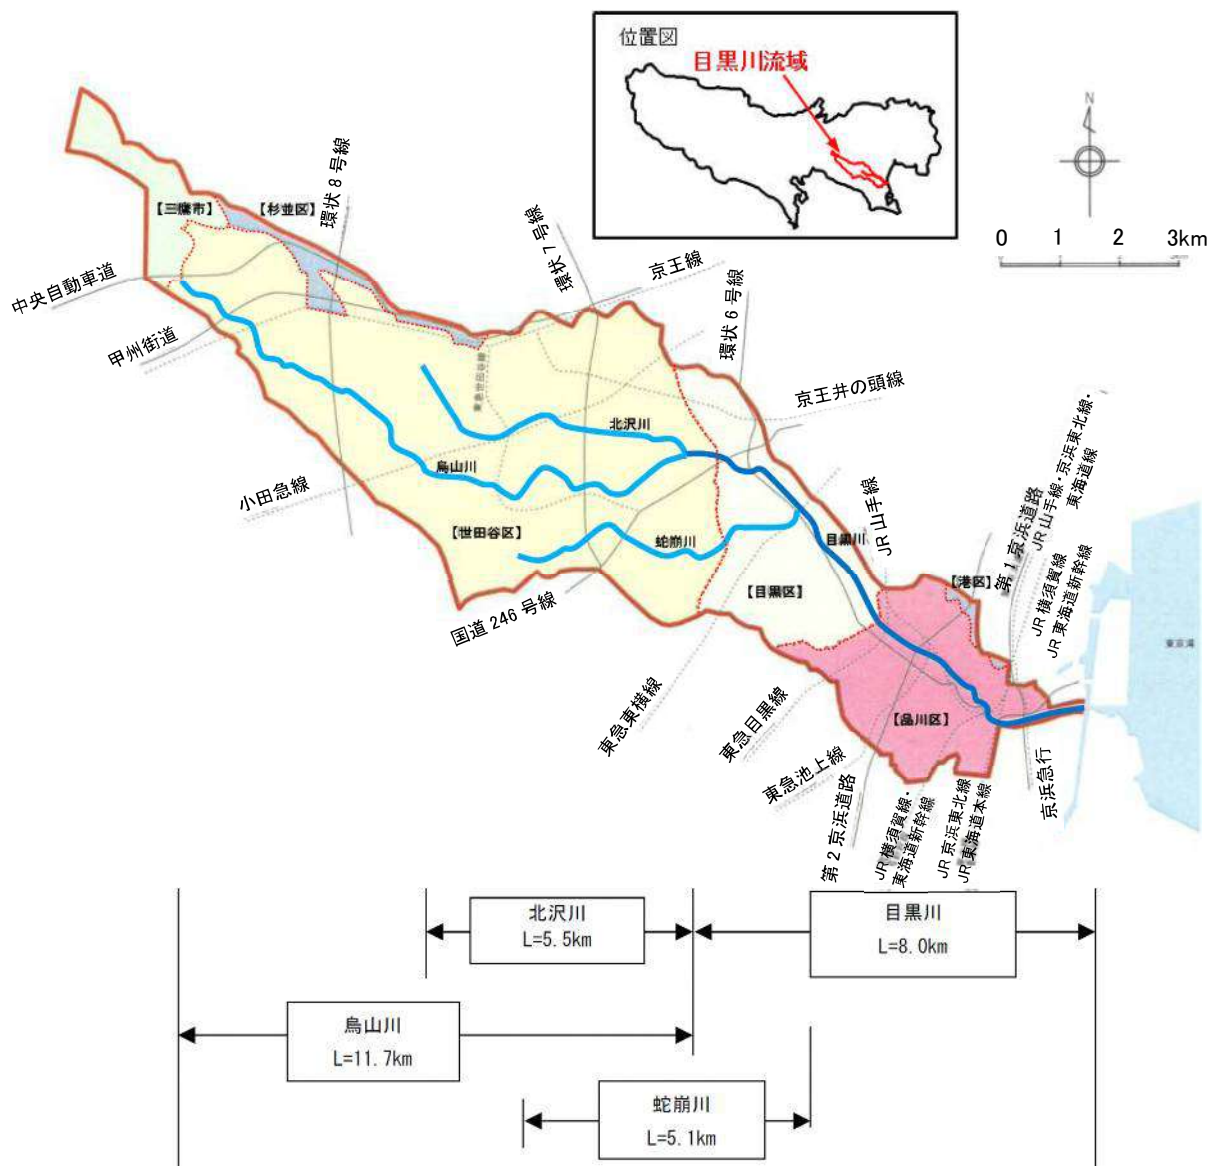 位置図
目黒川流域
N
0 1 2 3km
【三鷹市】
【杉並区】
環状8号線
環状7号線
京王線
環状6号線
中央自動車道
甲州街道
東急世田谷線
京王井の頭線
北沢川
烏山川
小田急線
【世田谷区】
蛇崩川
目黒川
JR山手線
【港区】
第1京浜道路
JR山手線・京浜東北線・
東海道線
JR横須賀線
JR東海道新幹線
東京湾
【目黒区】
国道246号線
【品川区】
東急東横線
東急目黒線
東急池上線
第2京浜道路
JR横須賀線・
東海道新幹線
JR京浜東北線
JR東海道本線
京浜急行
北沢川
L=5.5km
目黒川
L=8.0km
烏山川
L=11.7km
蛇崩川
L=5.1km